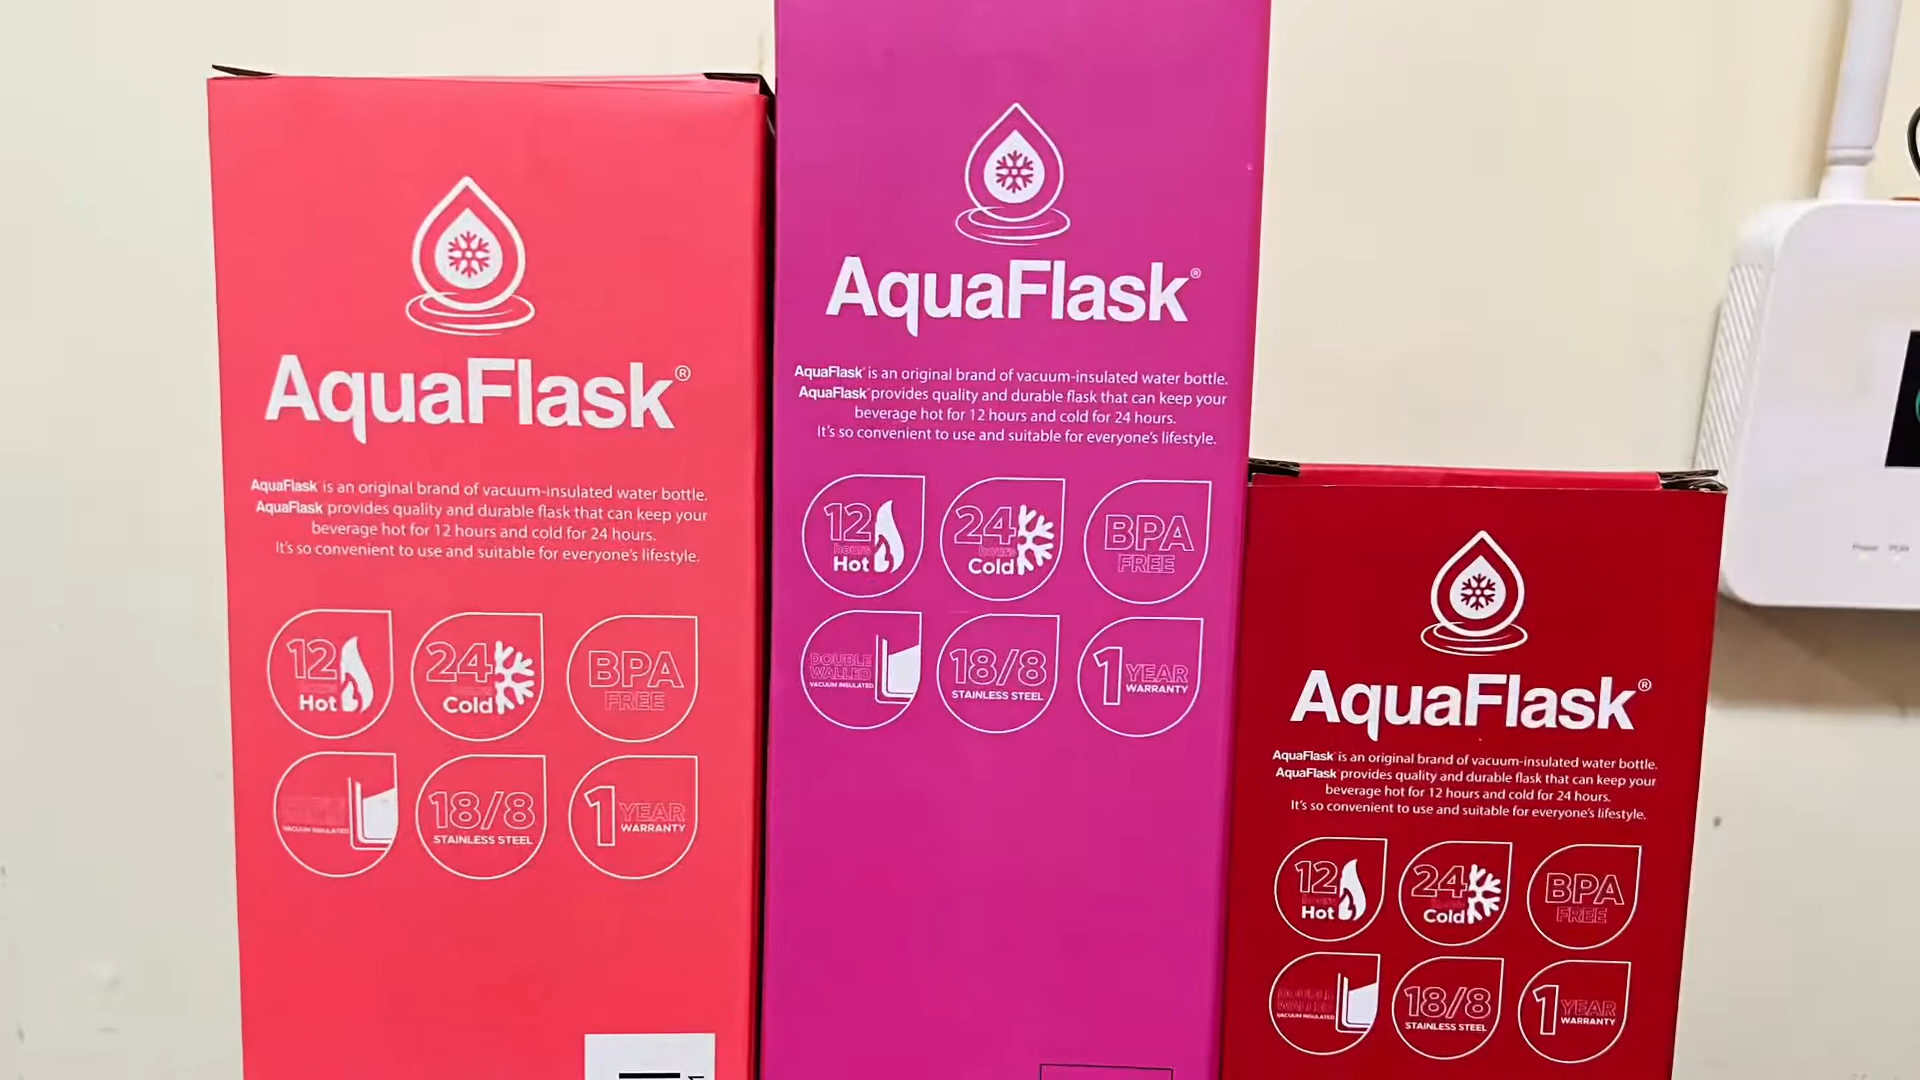 AquaFlask®
AquaFlask® is an original brand of vacuum-insulated water bottle.
AquaFlask® provides quality and durable flask that can keep your
beverage hot for 12 hours and cold for 24 hours.
It's so convenient to use and suitable for everyone's lifestyle.
12
Hot
24
Cold
BPA
FREE
VACUUM INSULATED
18/8
STAINLESS STEEL
1 YEAR
WARRANTY
AquaFlask®
AquaFlask® is an original brand of vacuum-insulated water bottle.
AquaFlask® provides quality and durable flask that can keep your
beverage hot for 12 hours and cold for 24 hours.
It's so convenient to use and suitable for everyone's lifestyle.
12
hours
Hot
24
hours
Cold
BPA
FREE
DOUBLE
WALLED
VACUUM INSULATED
18/8
STAINLESS STEEL
1 YEAR
WARRANTY
AquaFlask®
AquaFlask® is an original brand of vacuum-insulated water bottle.
AquaFlask® provides quality and durable flask that can keep your
beverage hot for 12 hours and cold for 24 hours.
It's so convenient to use and suitable for everyone's lifestyle.
12
Hot
24
Cold
BPA
FREE
DOUBLE
WALLED
VACUUM INSULATED
18/8
STAINLESS STEEL
1 YEAR
WARRANTY